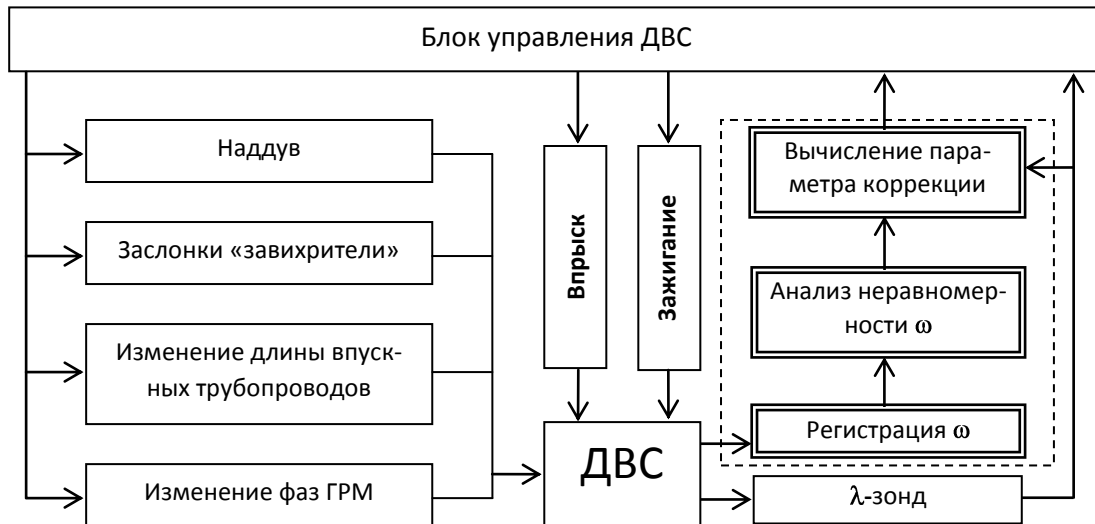 Блок управления ДВС
Наддув
Заслонки «завихрители»
Изменение длины впуск-
ных трубопроводов
Изменение фаз ГРМ
Впрыск
Зажигание
ДВС
Вычисление пара-
метра коррекции
Анализ неравномер-
ности ω
Регистрация ω
λ-зонд